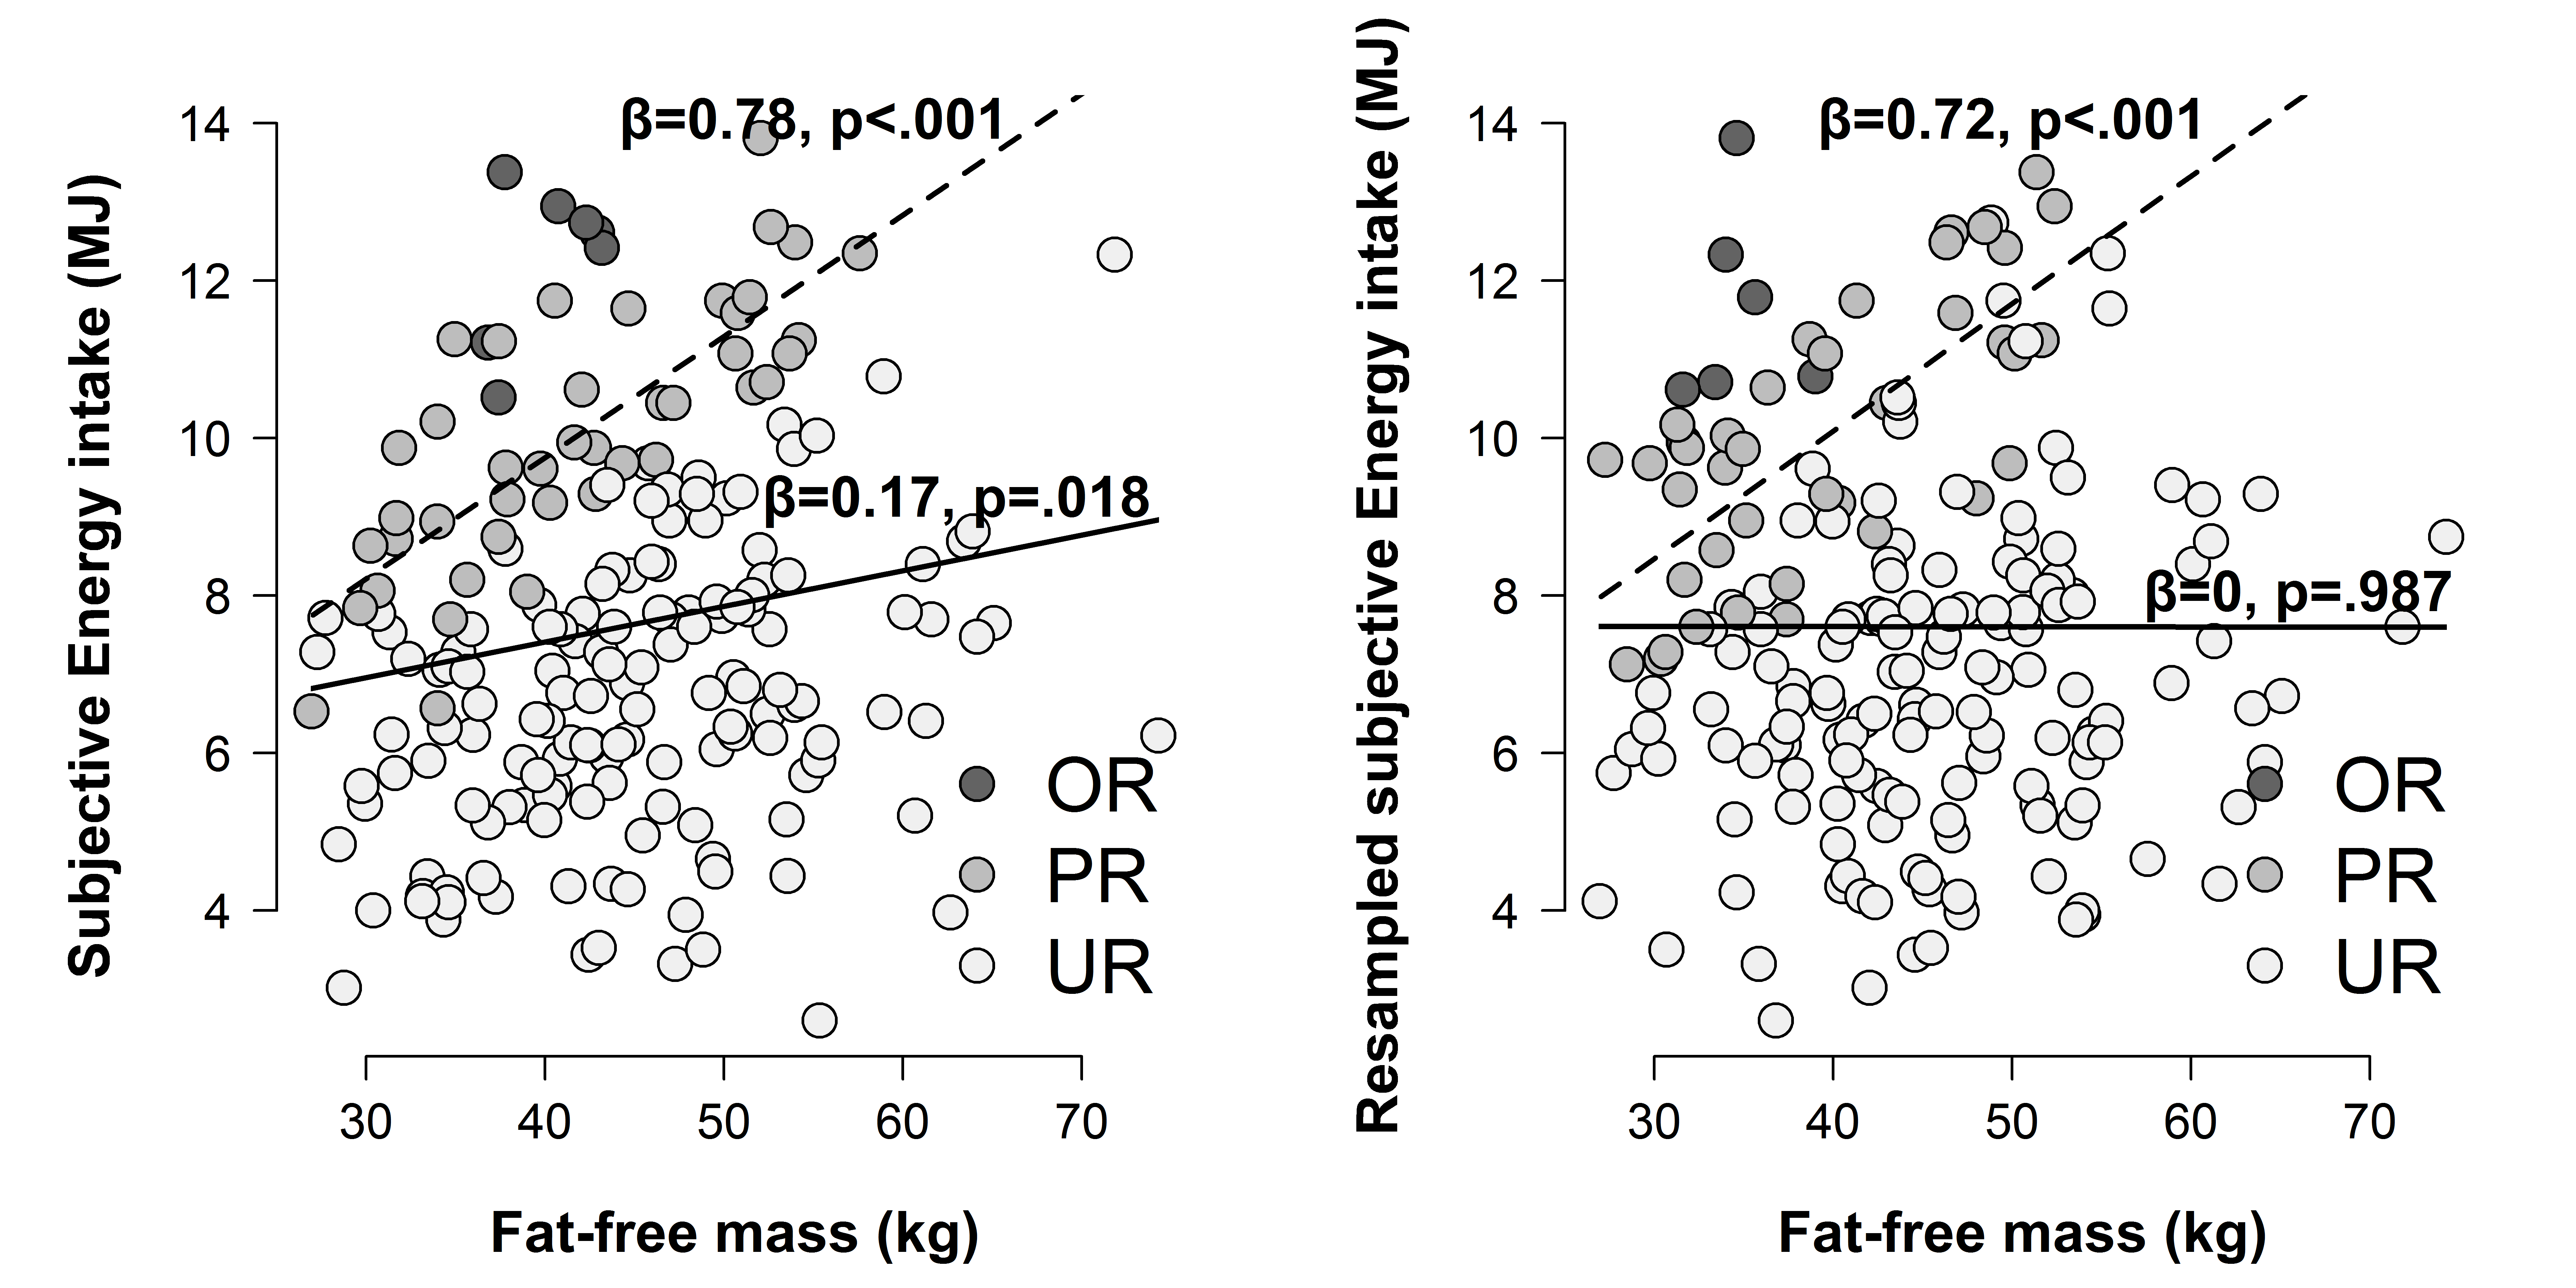 Subjective Energy intake (MJ)
14
12
10
8
6
4
β=0.78, p<.001
β=0.17, p=.018
OR
PR
UR
30 40 50 60 70
Fat-free mass (kg)
Resampled subjective Energy intake (MJ)
14
12
10
8
6
4
β=0.72, p<.001
β=0, p=.987
OR
PR
UR
30 40 50 60 70
Fat-free mass (kg)